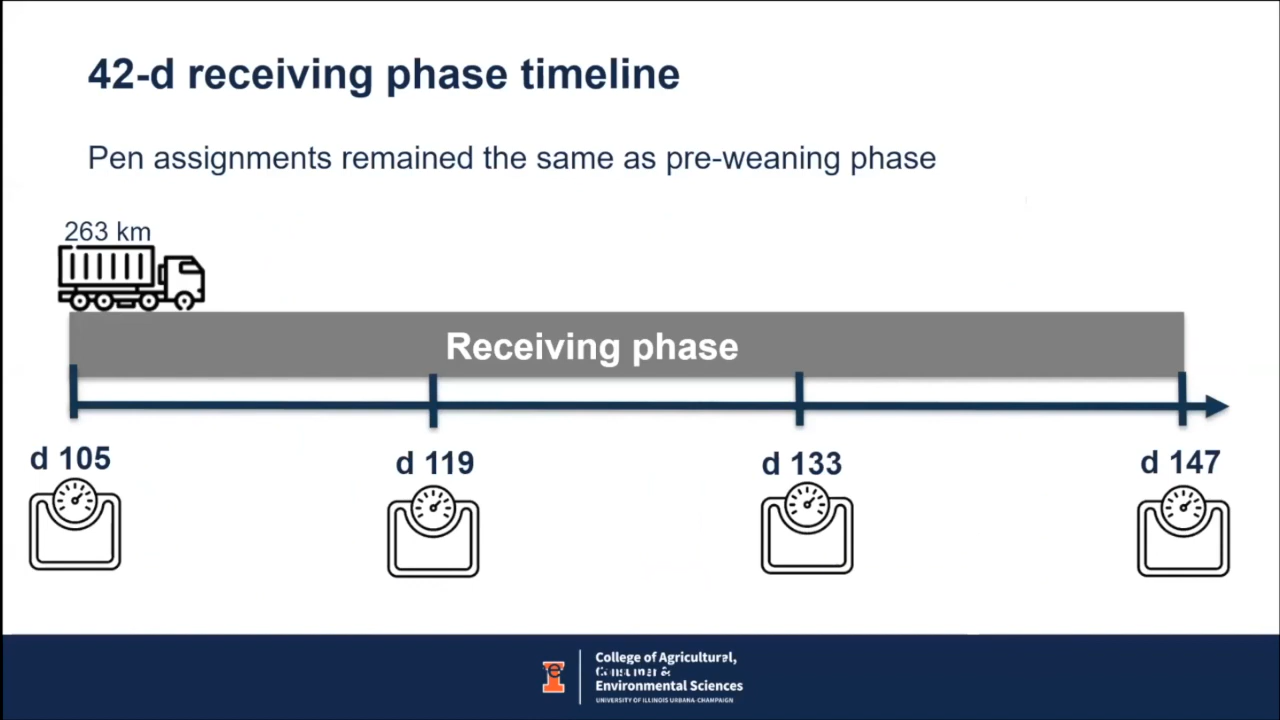 42-d receiving phase timeline
Pen assignments remained the same as pre-weaning phase
263 km
Receiving phase
d 105
d 119
d 133
d 147
College of Agricultural,
&
Environmental Sciences
UNIVERSITY OF ILLINOIS URBANA-CHAMPAIGN